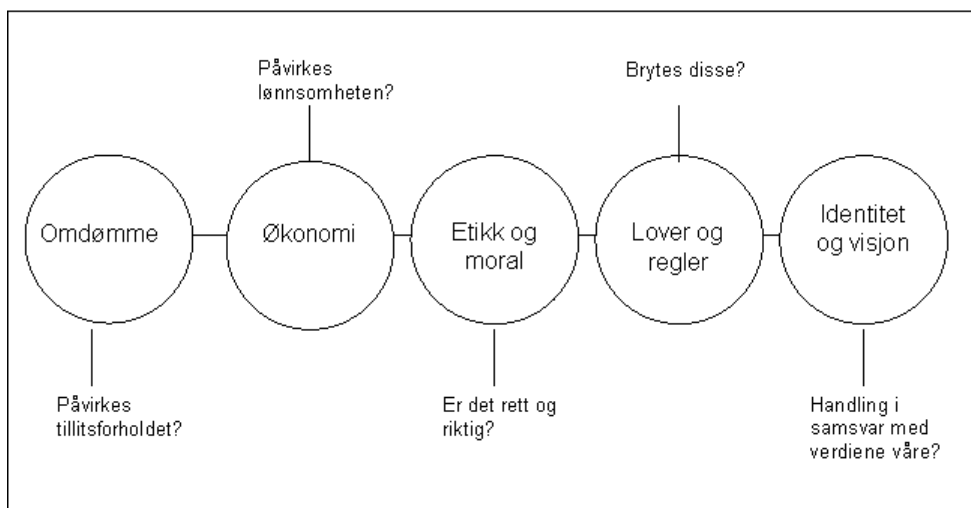 Påvirkes
lønnsomheten?
Brytes disse?
Omdømme
Økonomi
Etikk og
moral
Lover og
regler
Identitet
og visjon
Påvirkes
tillitsforholdet?
Er det rett og
riktig?
Handling i
samsvar med
verdiene våre?